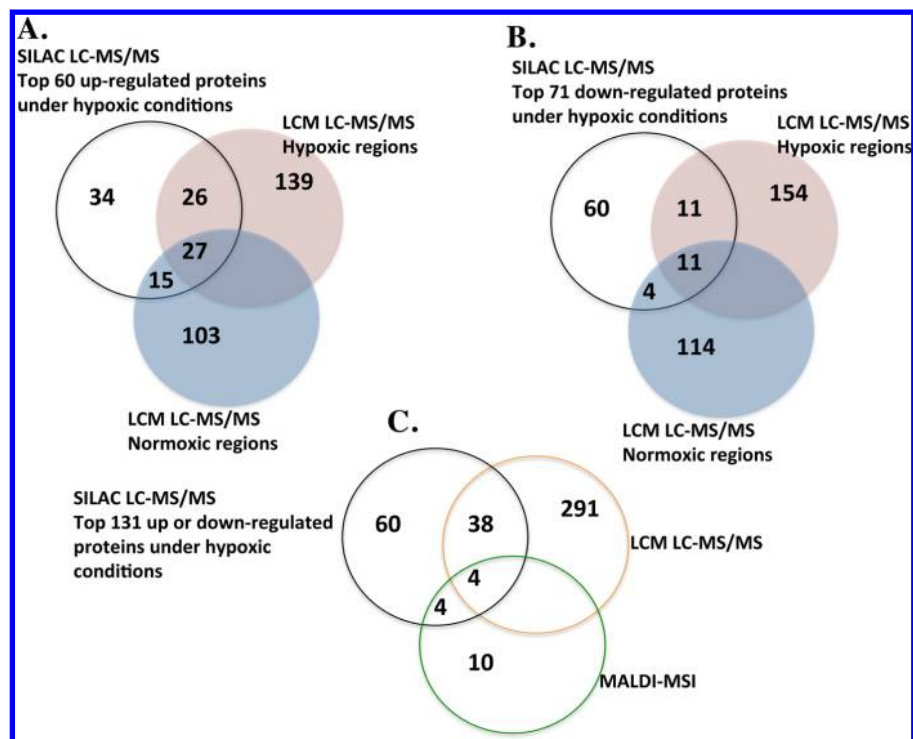 A.
SILAC LC-MS/MS
Top 60 up-regulated proteins
under hypoxic conditions
LCM LC-MS/MS
Hypoxic regions
34
26
139
27
15
103
LCM LC-MS/MS
Normoxic regions
B.
SILAC LC-MS/MS
Top 71 down-regulated proteins
under hypoxic conditions
LCM LC-MS/MS
Hypoxic regions
60
11
154
11
4
114
LCM LC-MS/MS
Normoxic regions
C.
SILAC LC-MS/MS
Top 131 up or down-regulated
proteins under hypoxic
conditions
60
38
291
LCM LC-MS/MS
4
4
10
MALDI-MSI